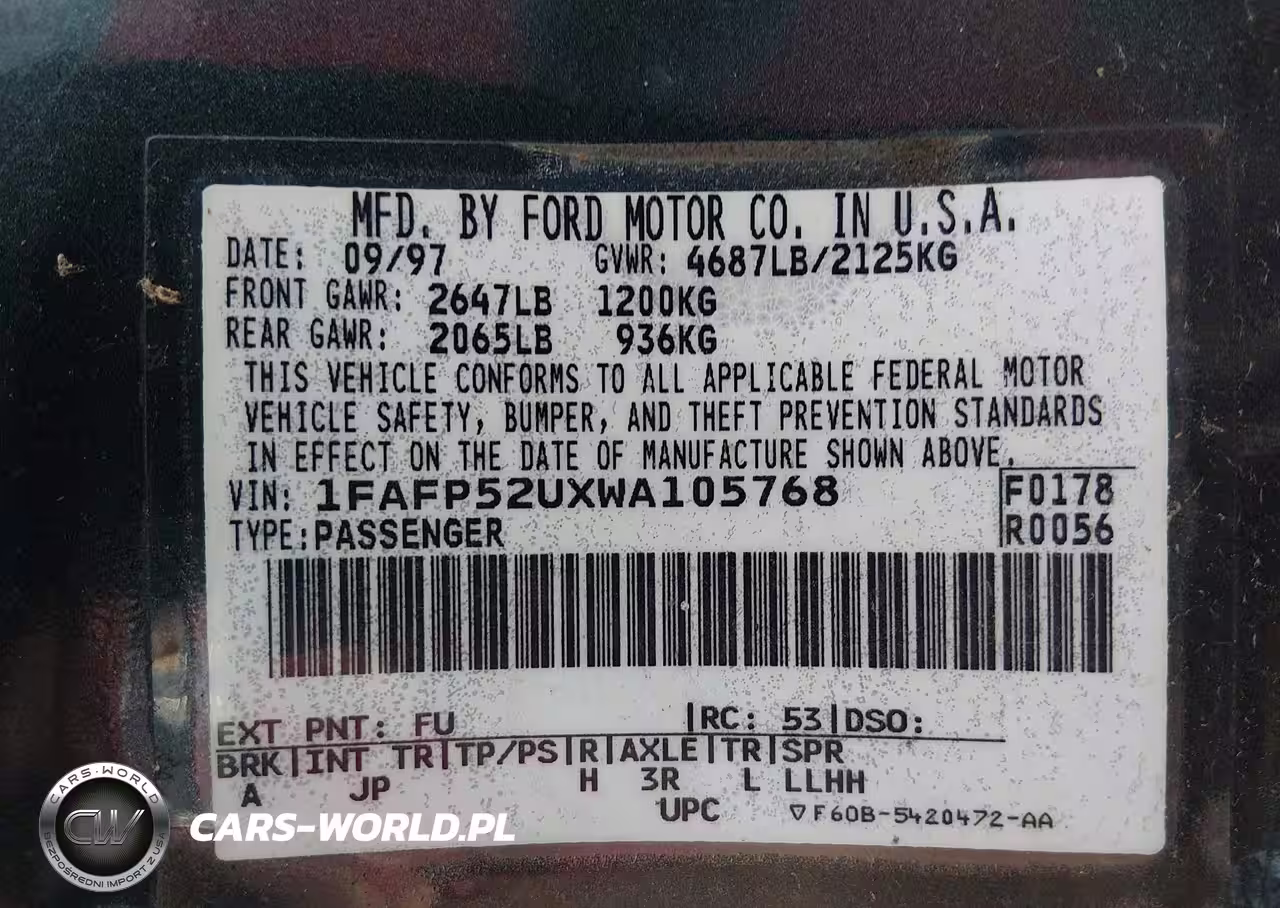 MFD. BY FORD MOTOR CO. IN U.S.A.
DATE: 09/97 GVWR: 4687LB/2125KG
FRONT GAWR: 2647LB 1200KG
REAR GAWR: 2065LB 936KG
THIS VEHICLE CONFORMS TO ALL APPLICABLE FEDERAL MOTOR
VEHICLE SAFETY, BUMPER, AND THEFT PREVENTION STANDARDS
IN EFFECT ON THE DATE OF MANUFACTURE SHOWN ABOVE.
VIN: 1FAFP52UXWA105768 F0178
TYPE: PASSENGER R0056
EXT PNT: FU |RC: 53|DSO:
BRK|INT TR|TP/PS|R|AXLE|TR|SPR
A JP H 3R L LLHH
UPC ▽F60B-5420472-AA
CARS-WORLD
CW
BEZPOŚREDNI IMPORT Z USA
CARS-WORLD.PL